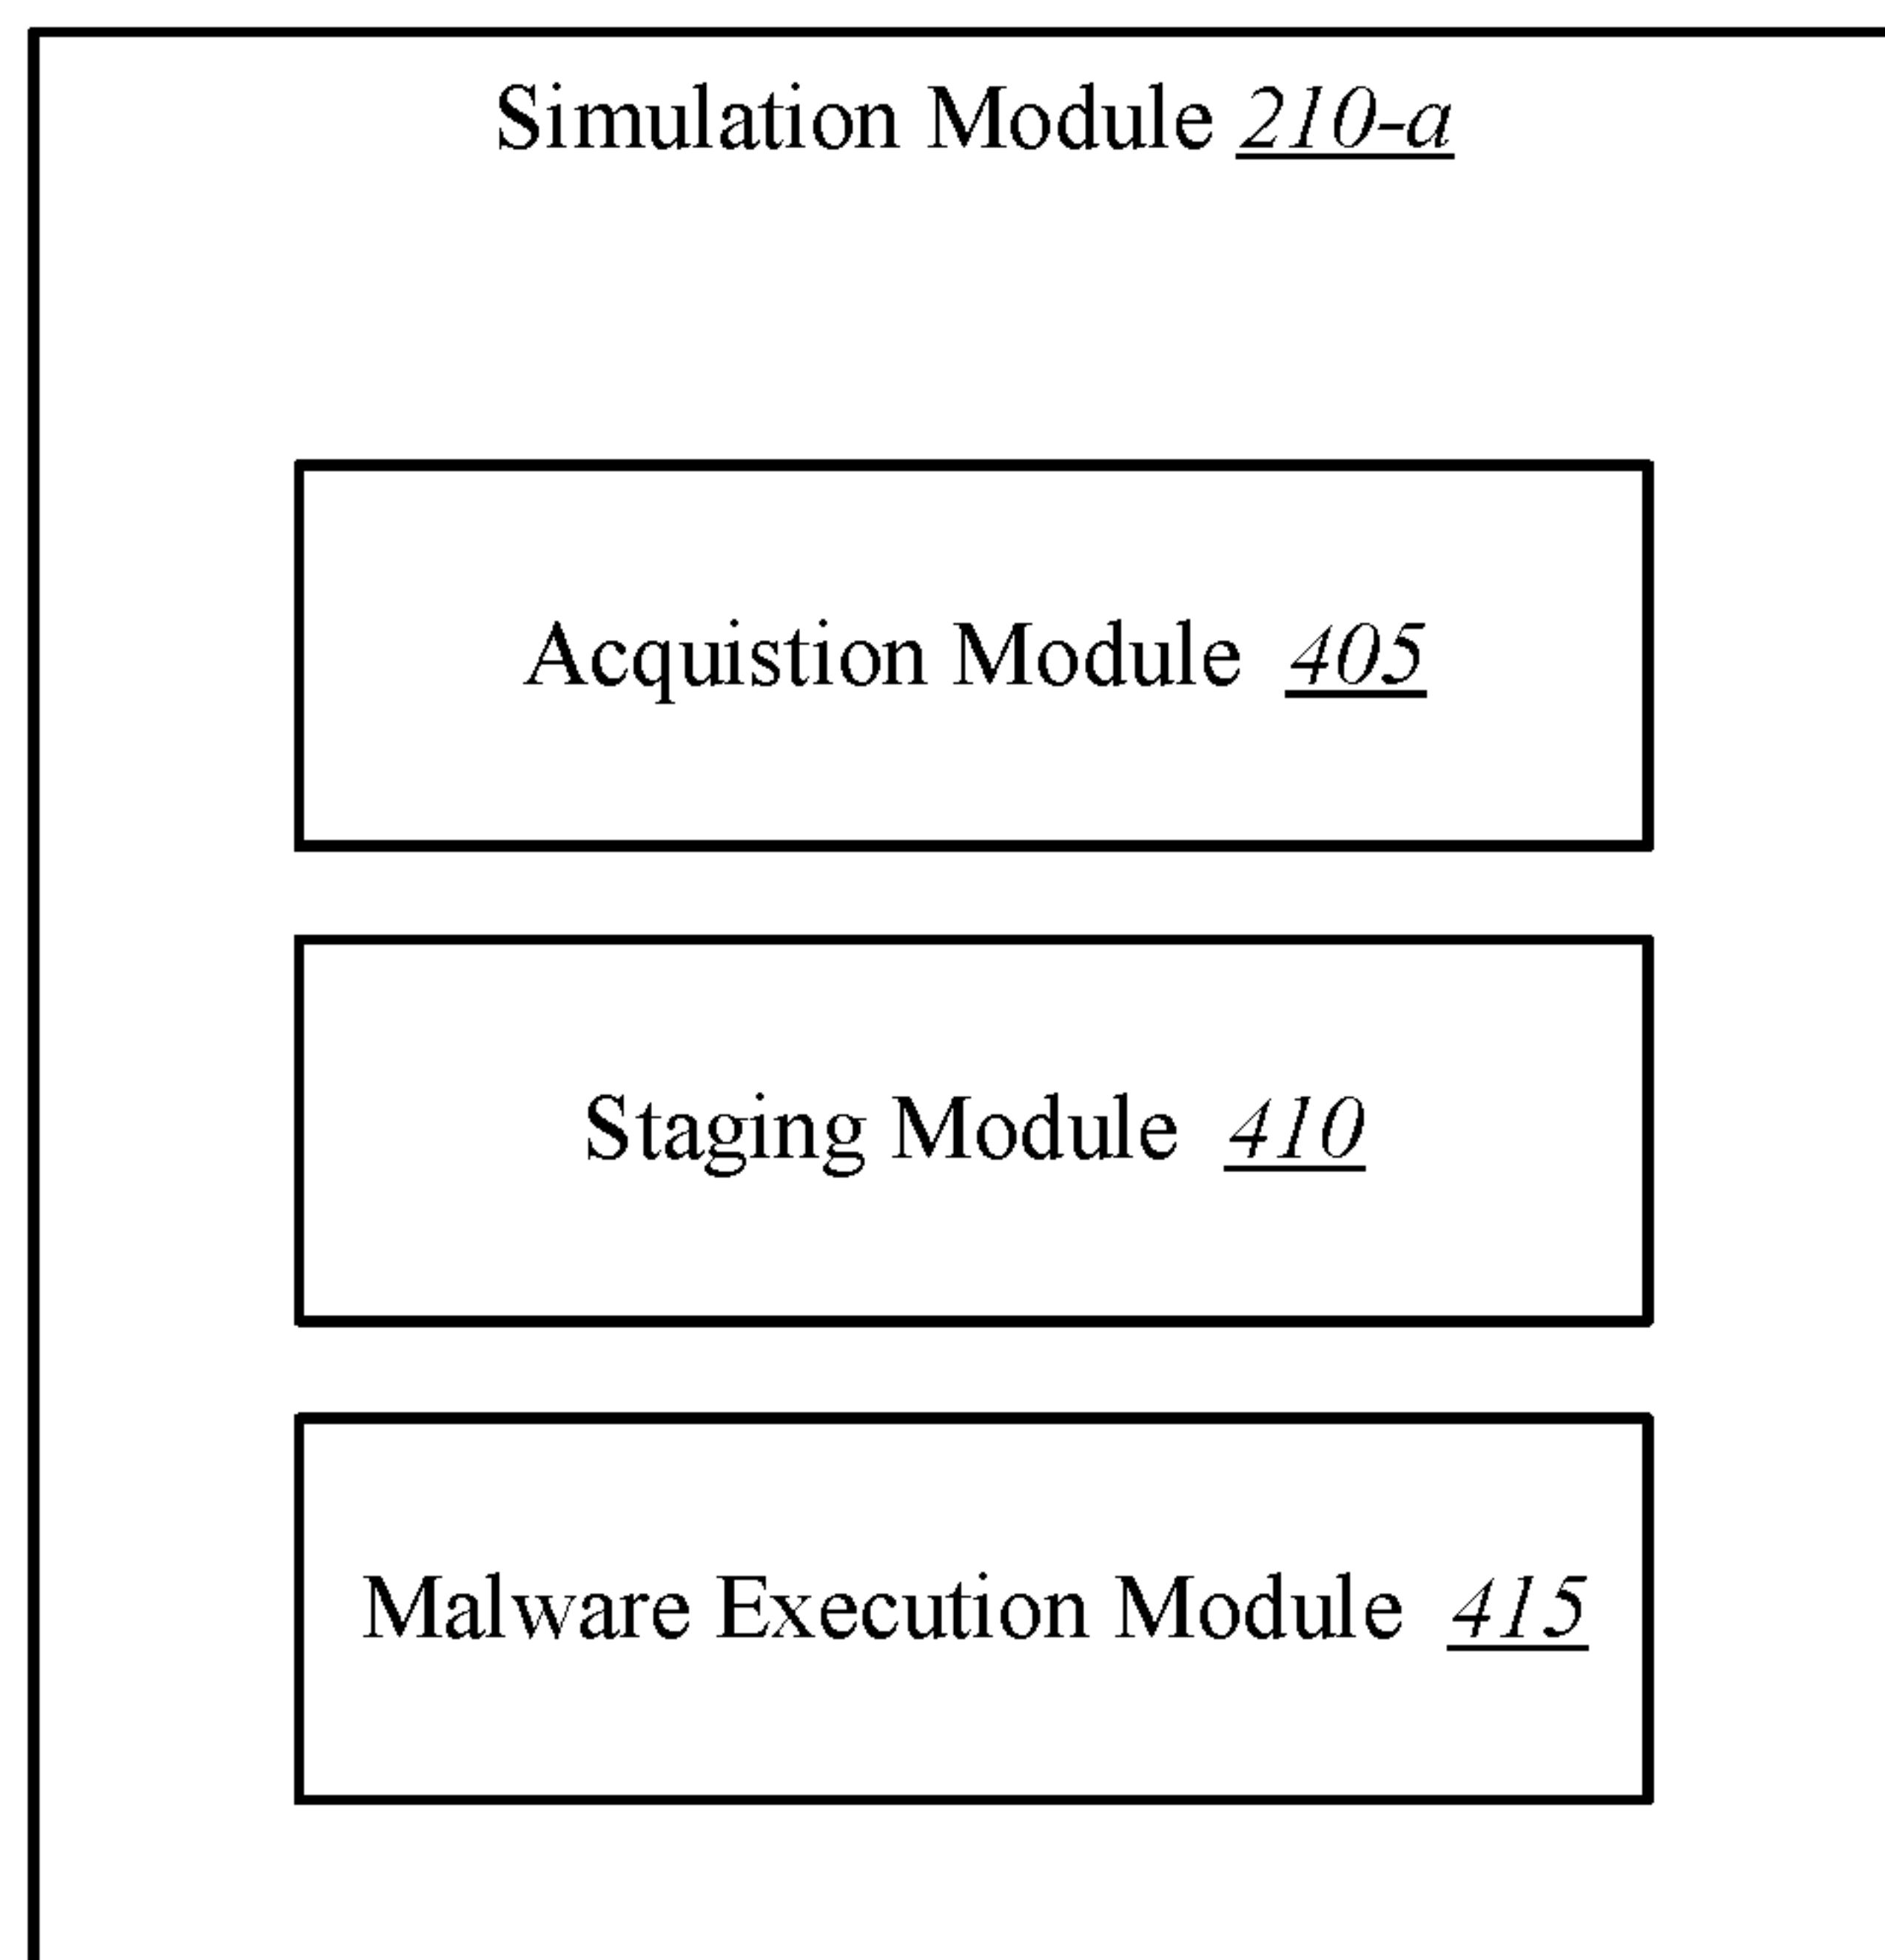 Simulation Module 210-a
Acquistion Module 405
Staging Module 410
Malware Execution Module 415